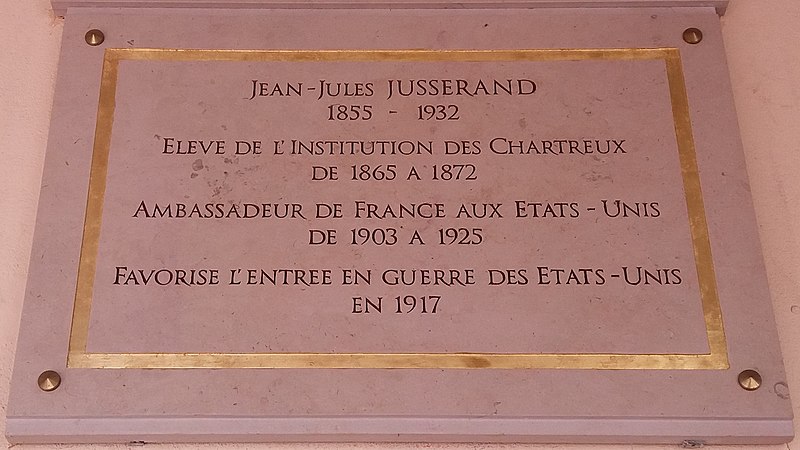 Jean-Jules JUSSERAND
1855 - 1932
Eleve de l'Institution des Chartreux
de 1865 a 1872
Ambassadeur de France aux Etats-Unis
de 1903 a 1925
Favorise l'entree en guerre des Etats-Unis
en 1917